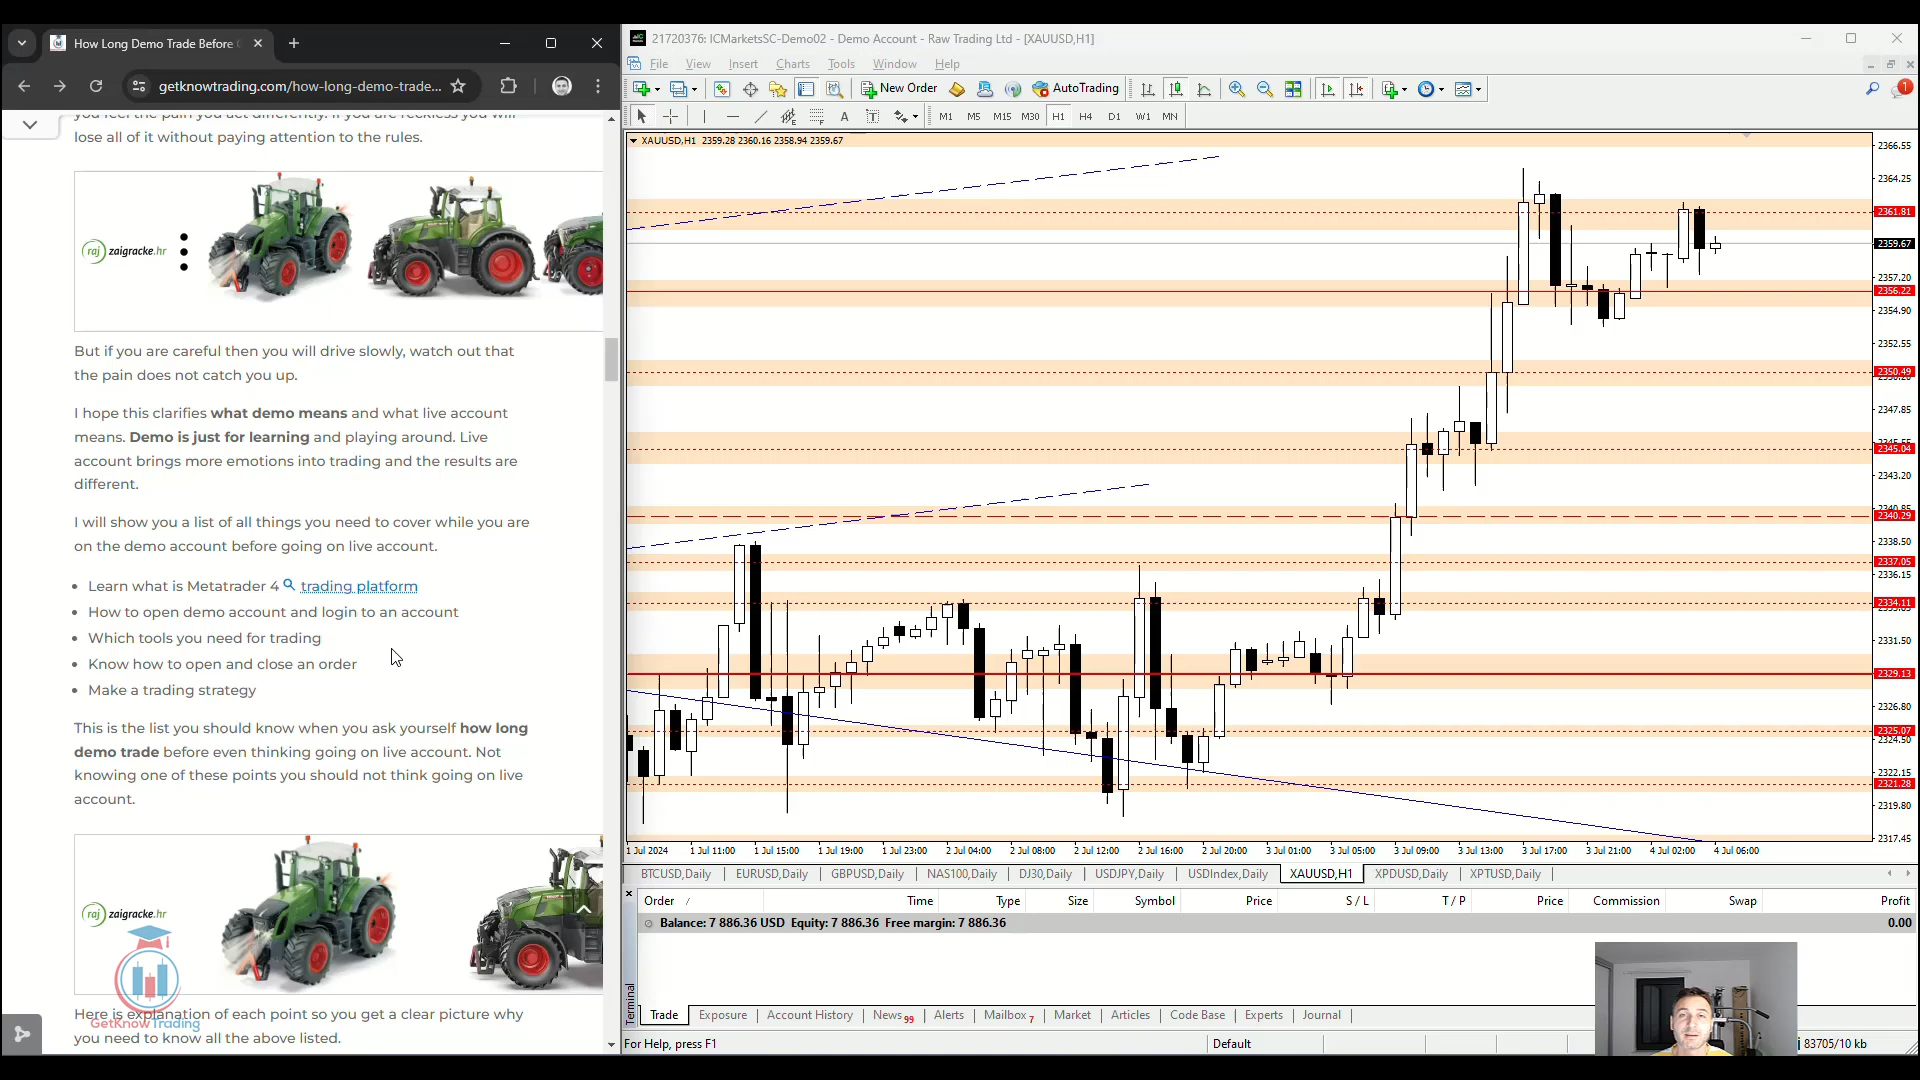 How Long Demo Trade Before
getknowtrading.com/how-long-demo-trade...
lose all of it without paying attention to the rules.
raj zaigracke.hr
But if you are careful then you will drive slowly, watch out that
the pain does not catch you up.
I hope this clarifies what demo means and what live account
means. Demo is just for learning and playing around. Live
account brings more emotions into trading and the results are
different.
I will show you a list of all things you need to cover while you are
on the demo account before going on live account.
Learn what is Metatrader 4 trading platform
How to open demo account and login to an account
Which tools you need for trading
Know how to open and close an order
Make a trading strategy
This is the list you should know when you ask yourself how long
demo trade before even thinking going on live account. Not
knowing one of these points you should not think going on live
account.
raj zaigracke.hr
Here is explanation of each point so you get a clear picture why
GetKnowTrading
you need to know all the above listed.
21720376: ICMarketsSC-Demo02 - Demo Account - Raw Trading Ltd - [XAUUSD,H1]
File View Insert Charts Tools Window Help
New Order AutoTrading 1
A T M1 M5 M15 M30 H1 H4 D1 W1 MN
XAUUSD,H1 2359.28 2360.16 2358.94 2359.67
2366.55
2364.25
2361.81
2359.67
2357.20
2356.22
2354.90
2352.55
2350.49
2347.85
2345.04
2343.20
2340.29
2338.50
2337.05
2336.15
2334.11
2331.50
2329.13
2326.80
2325.07
2324.50
2322.15
2321.28
2319.80
2317.45
1 Jul 2024 1 Jul 11:00 1 Jul 15:00 1 Jul 19:00 1 Jul 23:00 2 Jul 04:00 2 Jul 08:00 2 Jul 12:00 2 Jul 16:00 2 Jul 20:00 3 Jul 01:00 3 Jul 05:00 3 Jul 09:00 3 Jul 13:00 3 Jul 17:00 3 Jul 21:00 4 Jul 02:00 4 Jul 06:00
BTCUSD,Daily EURUSD,Daily GBPUSD,Daily NAS100,Daily DJ30,Daily USDJPY,Daily USDIndex,Daily XAUUSD,H1 XPDUSD,Daily XPTUSD,Daily
Order / Time Type Size Symbol Price S / L T / P Price Commission Swap Profit
Balance: 7 886.36 USD Equity: 7 886.36 Free margin: 7 886.36 0.00
Terminal
Trade Exposure Account History News 99 Alerts Mailbox 7 Market Articles Code Base Experts Journal
For Help, press F1 Default 83705/10 kb